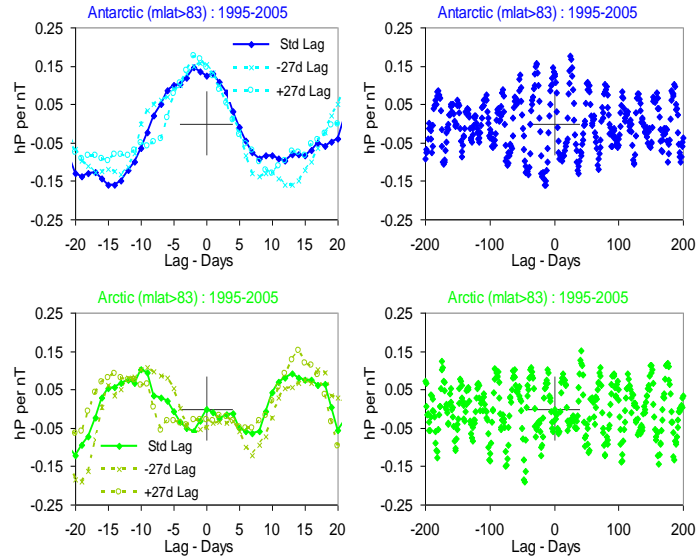 Antarctic (mlat>83) : 1995-2005
0.25
0.15
0.05
-0.05
-0.15
-0.25
hP per nT
Std Lag
-27d Lag
+27d Lag
-20 -15 -10 -5 0 5 10 15 20
Lag - Days
Antarctic (mlat>83) : 1995-2005
0.25
0.15
0.05
-0.05
-0.15
-0.25
hP per nT
-200 -100 0 100 200
Lag - Days
Arctic (mlat>83) : 1995-2005
0.25
0.15
0.05
-0.05
-0.15
-0.25
hP per nT
Std Lag
-27d Lag
+27d Lag
-20 -15 -10 -5 0 5 10 15 20
Lag - Days
Arctic (mlat>83) : 1995-2005
0.25
0.15
0.05
-0.05
-0.15
-0.25
hP per nT
-200 -100 0 100 200
Lag - Days